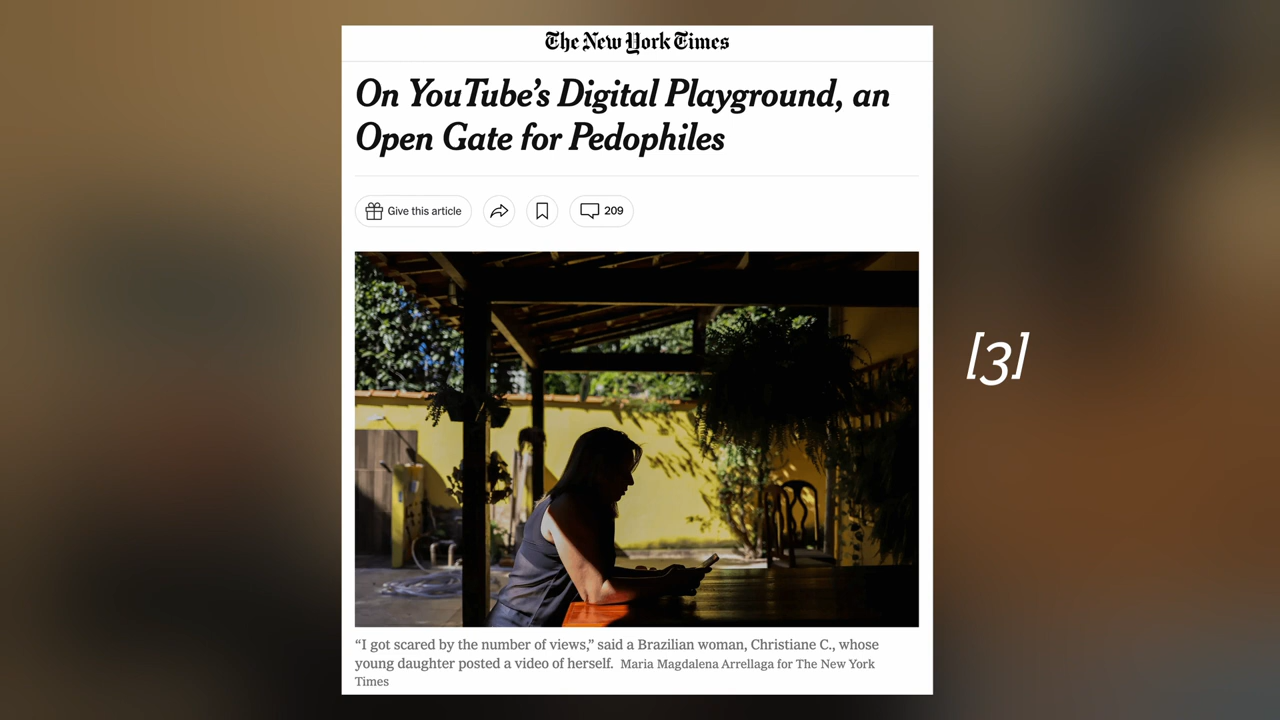 The New York Times
On YouTube’s Digital Playground, an
Open Gate for Pedophiles
Give this article
209
[3]
“I got scared by the number of views,” said a Brazilian woman, Christiane C., whose
young daughter posted a video of herself. Maria Magdalena Arrellaga for The New York
Times